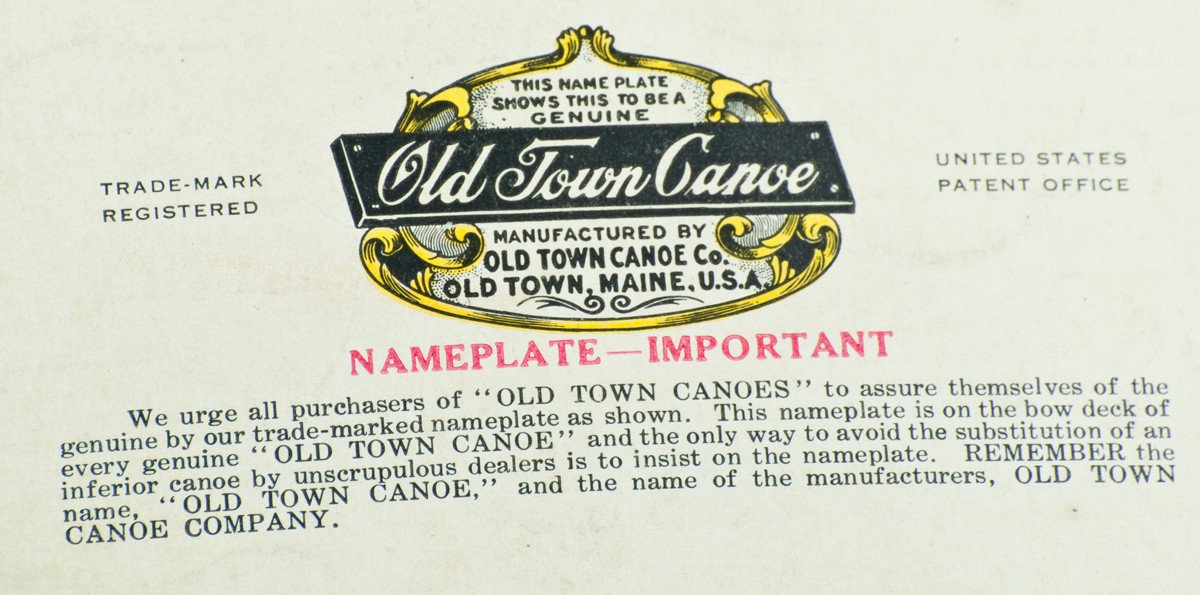 THIS NAME PLATE
SHOWS THIS TO BE A
GENUINE
Old Town Canoe
TRADE-MARK
REGISTERED
UNITED STATES
PATENT OFFICE
MANUFACTURED BY
OLD TOWN CANOE Co.
OLD TOWN, MAINE, U.S.A.
NAMEPLATE—IMPORTANT
We urge all purchasers of "OLD TOWN CANOES" to assure themselves of the
genuine by our trade-marked nameplate as shown. This nameplate is on the bow deck of
every genuine "OLD TOWN CANOE" and the only way to avoid the substitution of an
inferior canoe by unscrupulous dealers is to insist on the nameplate. REMEMBER the
name, "OLD TOWN CANOE," and the name of the manufacturers, OLD TOWN
CANOE COMPANY.